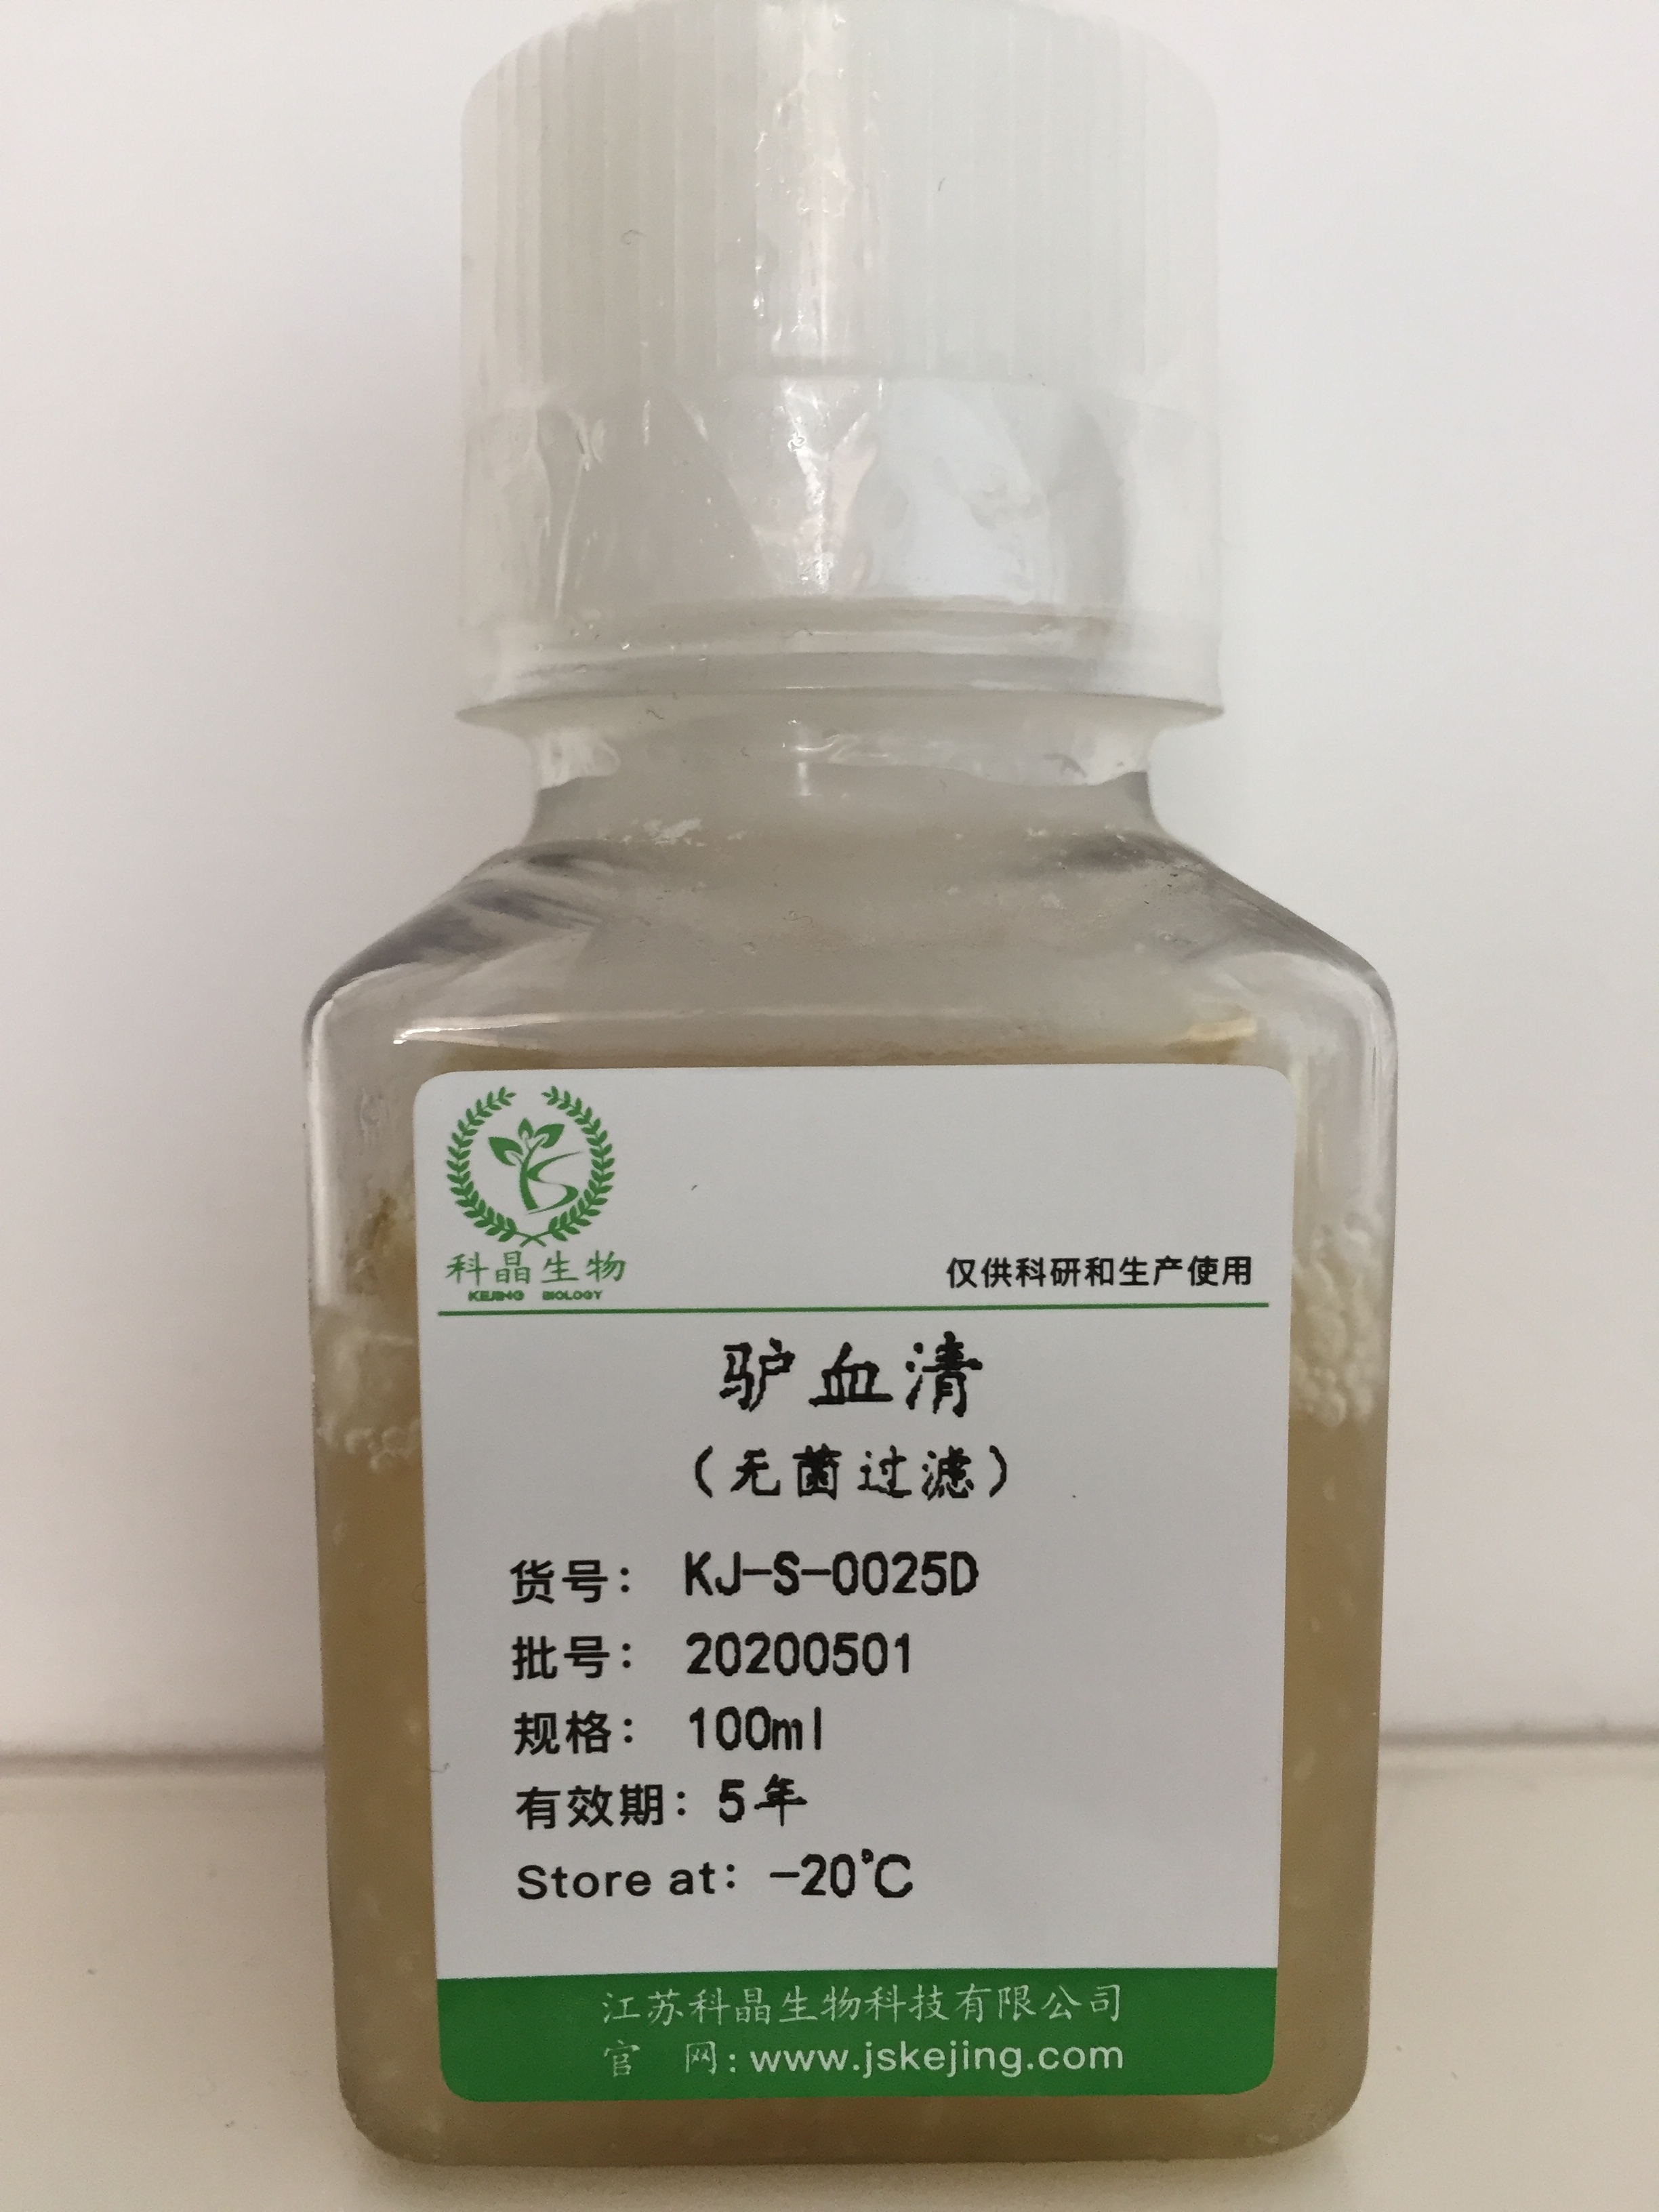 科晶生物
KEJING BIOLOGY
仅供科研和生产使用
驴血清
(无菌过滤)
货号： KJ-S-0025D
批号： 20200501
规格： 100ml
有效期：5年
Store at：-20℃
江苏科晶生物科技有限公司
官 网：www.jskejing.com